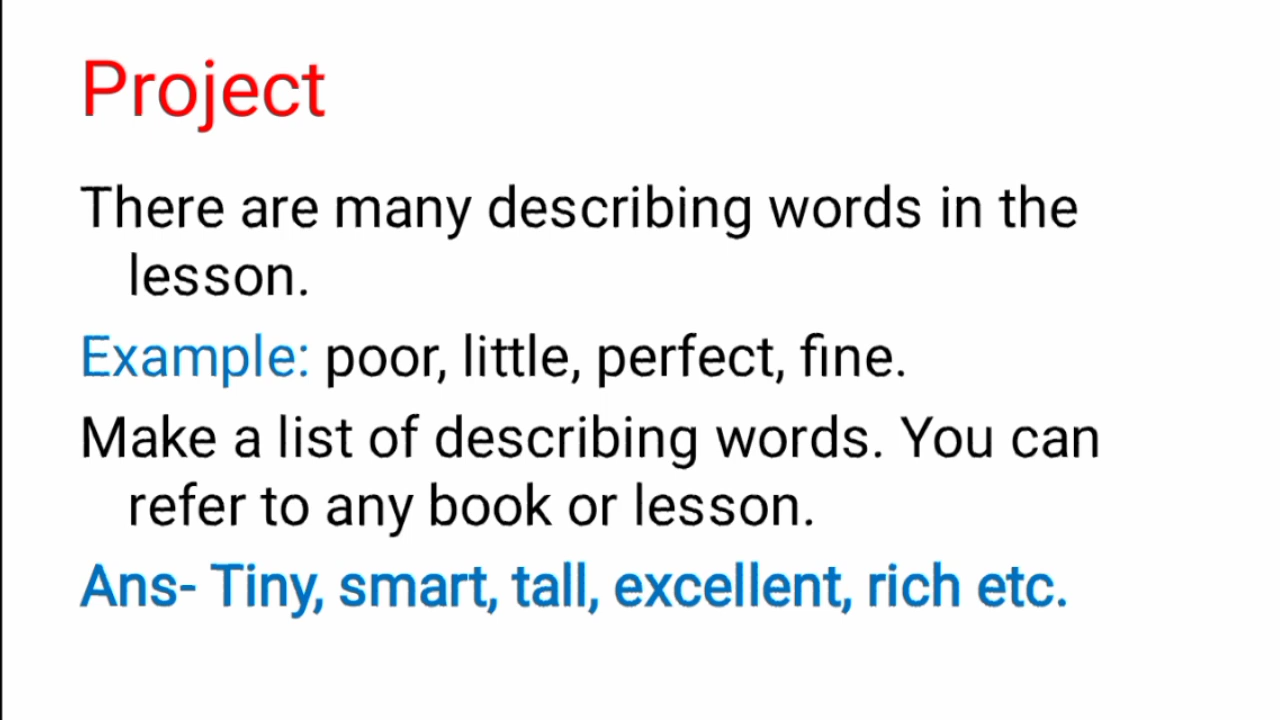 Project
There are many describing words in the
lesson.
Example: poor, little, perfect, fine.
Make a list of describing words. You can
refer to any book or lesson.
Ans- Tiny, smart, tall, excellent, rich etc.